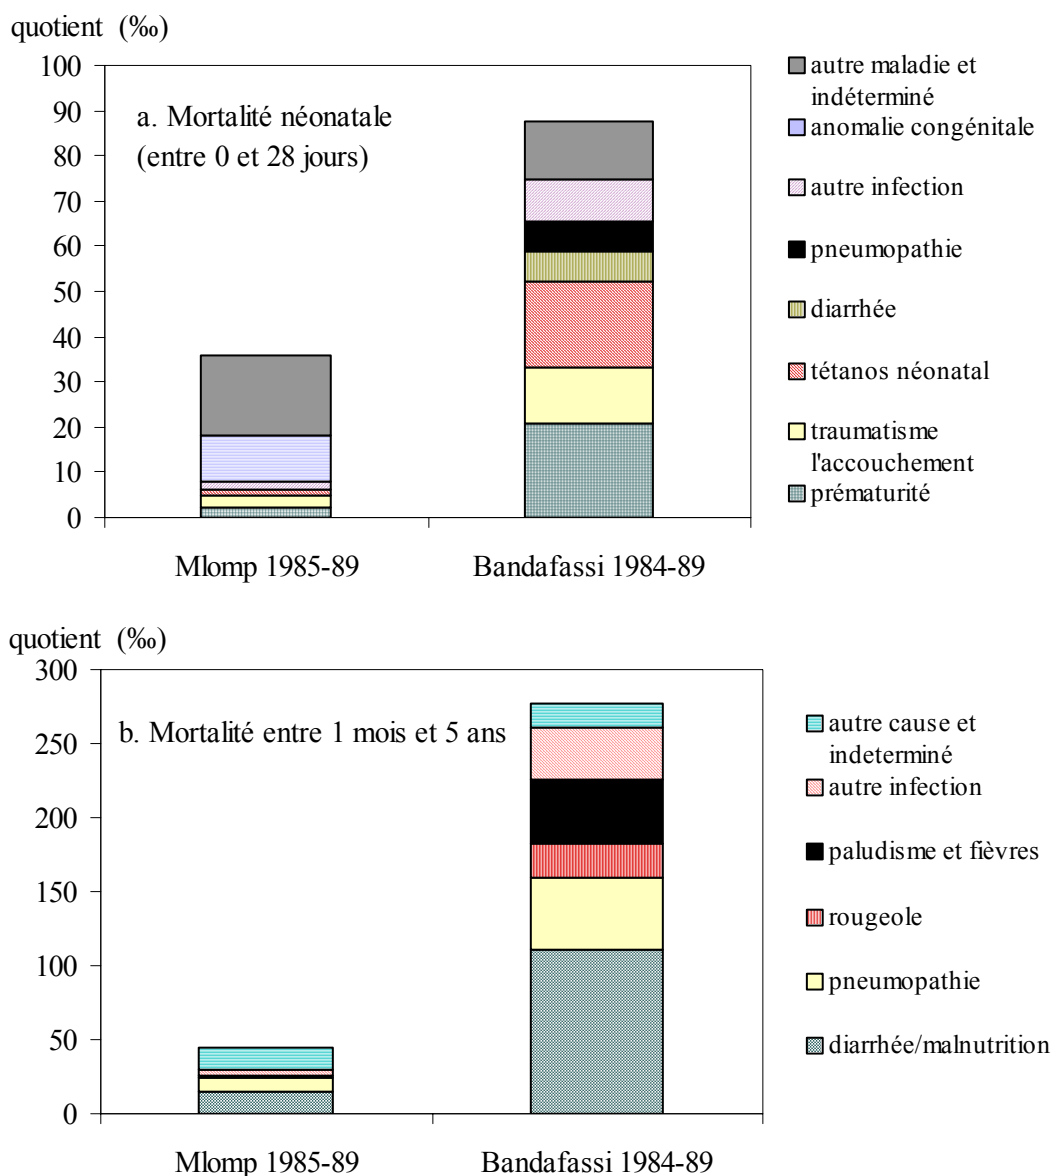 quotient (‰)
100
90
80
70
60
50
40
30
20
10
0
a. Mortalité néonatale
(entre 0 et 28 jours)
Mlomp 1985-89
Bandafassi 1984-89
autre maladie et
indéterminé
anomalie congénitale
autre infection
pneumopathie
diarrhée
tétanos néonatal
traumatisme
l'accouchement
prématurité
quotient (‰)
300
250
200
150
100
50
0
b. Mortalité entre 1 mois et 5 ans
Mlomp 1985-89
Bandafassi 1984-89
autre cause et
indeterminé
autre infection
paludisme et fièvres
rougeole
pneumopathie
diarrhée/malnutrition